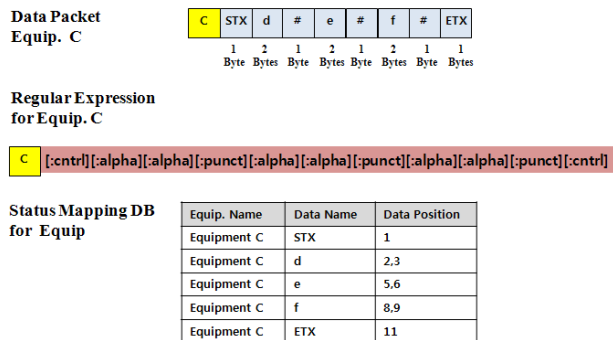 Data Packet
Equip. C
C STX d # e # f # ETX
1 2 1 2 1 2 1 1
Byte Bytes Byte Bytes Byte Bytes Byte Byte
Regular Expression
for Equip. C
C [:cntrl][:alpha][:alpha][:punct][:alpha][:alpha][:punct][:alpha][:alpha][:punct][:cntrl]
Status Mapping DB
for Equip
Equip. Name Data Name Data Position
Equipment C STX 1
Equipment C d 2,3
Equipment C e 5,6
Equipment C f 8,9
Equipment C ETX 11